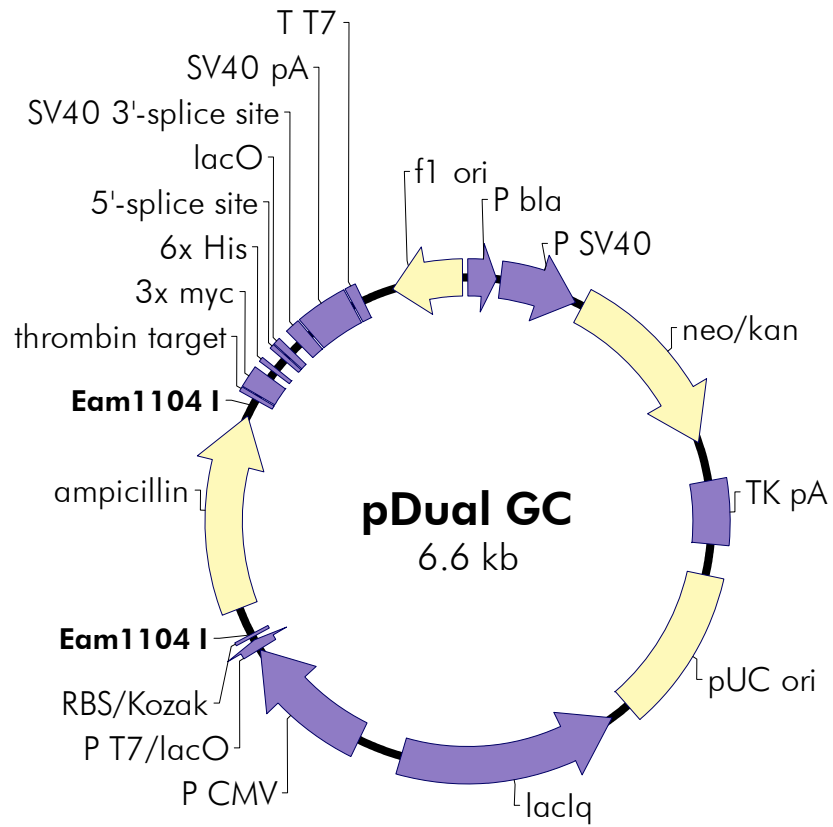 T T7
SV40 pA
SV40 3'-splice site
lacO
5'-splice site
6x His
3x myc
thrombin target
Eam1104 I
ampicillin
Eam1104 I
RBS/Kozak
P T7/lacO
P CMV
f1 ori
P bla
P SV40
neo/kan
TK pA
pUC ori
lacIq
pDual GC
6.6 kb